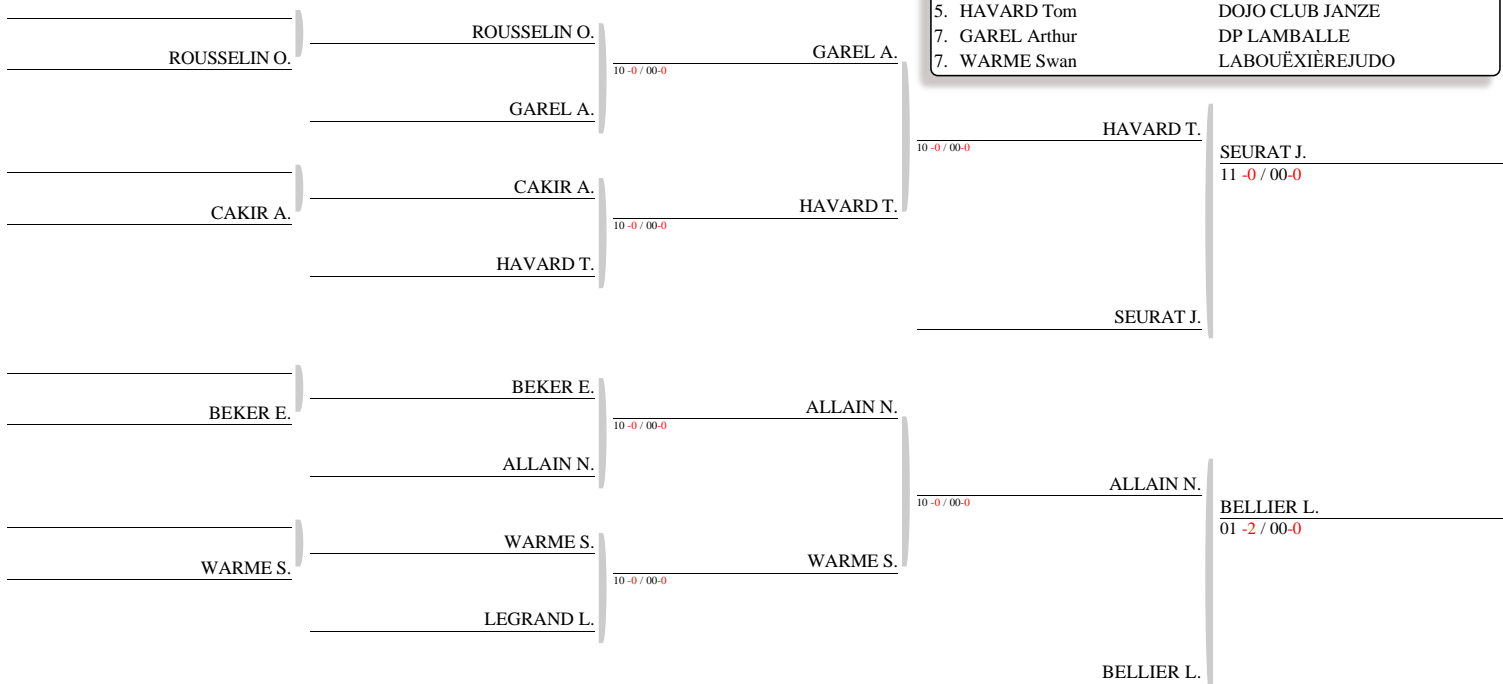 5. HAVARD Tom DOJO CLUB JANZE
7. GAREL Arthur DP LAMBALLE
7. WARME Swan LABOUËXIÈREJUDO
ROUSSELIN O.
ROUSSELIN O.
GAREL A.
10 -0 / 00-0
GAREL A.
HAVARD T.
10 -0 / 00-0
SEURAT J.
11 -0 / 00-0
CAKIR A.
CAKIR A.
HAVARD T.
10 -0 / 00-0
HAVARD T.
SEURAT J.
BEKER E.
BEKER E.
ALLAIN N.
10 -0 / 00-0
ALLAIN N.
ALLAIN N.
10 -0 / 00-0
BELLIER L.
01 -2 / 00-0
WARME S.
WARME S.
WARME S.
10 -0 / 00-0
LEGRAND L.
BELLIER L.